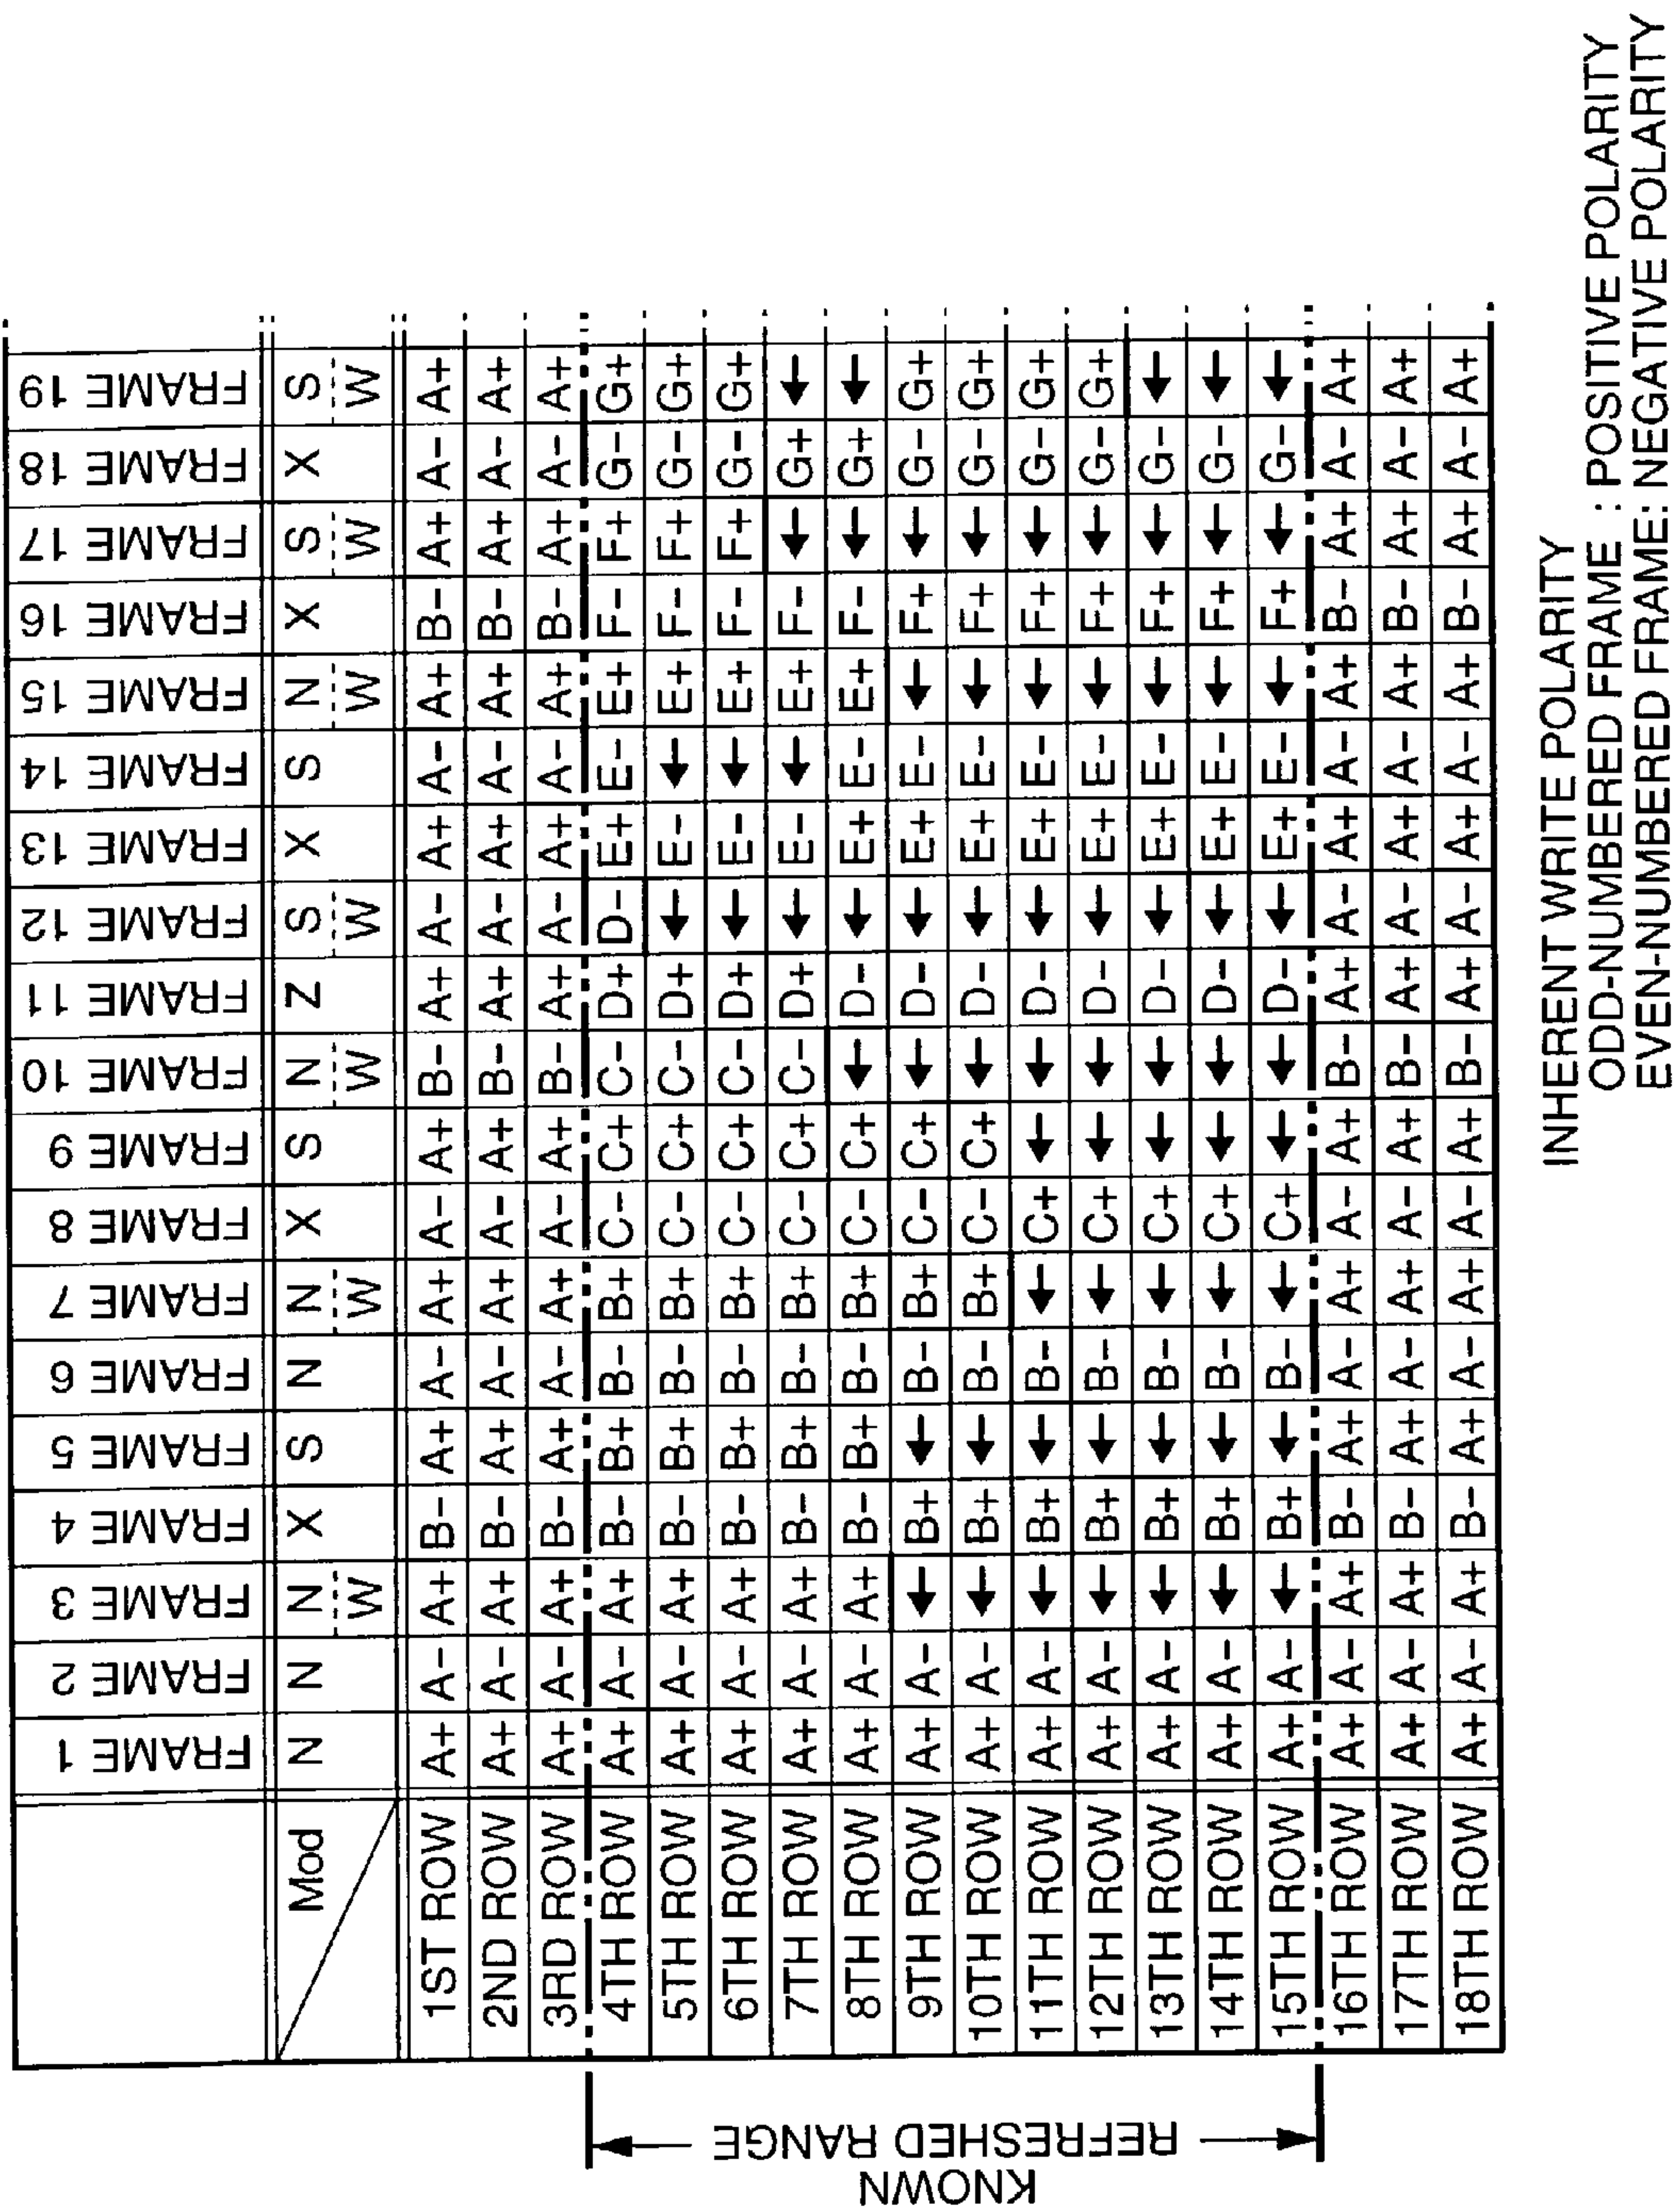 FRAME 1 FRAME 2 FRAME 3 FRAME 4 FRAME 5 FRAME 6 FRAME 7 FRAME 8 FRAME 9 FRAME 10 FRAME 11 FRAME 12 FRAME 13 FRAME 14 FRAME 15 FRAME 16 FRAME 17 FRAME 18 FRAME 19
Mod N N N X S N N X S N Z S X S N X S X S
W W W W W W W
1ST ROW A+ A- A+ B- A+ A- A+ A- A+ B- A+ A- A+ A- A+ B- A+ A- A+
2ND ROW A+ A- A+ B- A+ A- A+ A- A+ B- A+ A- A+ A- A+ B- A+ A- A+
3RD ROW A+ A- A+ B- A+ A- A+ A- A+ B- A+ A- A+ A- A+ B- A+ A- A+
4TH ROW A+ A- A+ B- B+ B- B+ C- C+ C- D+ D- E+ E- E+ F- F+ G- G+
5TH ROW A+ A- A+ B- B+ B- B+ C- C+ C- D+ ← E- ← E+ F- F+ G- G+
6TH ROW A+ A- A+ B- B+ B- B+ C- C+ C- D+ ← E- ← E+ F- F+ G- G+
7TH ROW A+ A- A+ B- B+ B- B+ C- C+ C- D+ ← E- ← E+ F- ← G+ ←
8TH ROW A+ A- A+ B- B+ B- B+ C- C+ ← D- ← E+ E- E+ F- ← G+ ←
9TH ROW A+ A- ← B+ ← B- B+ C- C+ ← D- ← E+ E- ← F+ ← G- G+
10TH ROW A+ A- ← B+ ← B- B+ C- C+ ← D- ← E+ E- ← F+ ← G- G+
11TH ROW A+ A- ← B+ ← B- ← C+ ← ← D- ← E+ E- ← F+ ← G- G+
12TH ROW A+ A- ← B+ ← B- ← C+ ← ← D- ← E+ E- ← F+ ← G- G+
13TH ROW A+ A- ← B+ ← B- ← C+ ← ← D- ← E+ E- ← F+ ← G- ←
14TH ROW A+ A- ← B+ ← B- ← C+ ← ← D- ← E+ E- ← F+ ← G- ←
15TH ROW A+ A- ← B+ ← B- ← C+ ← ← D- ← E+ E- ← F+ ← G- ←
16TH ROW A+ A- A+ B- A+ A- A+ A- A+ B- A+ A- A+ A- A+ B- A+ A- A+
17TH ROW A+ A- A+ B- A+ A- A+ A- A+ B- A+ A- A+ A- A+ B- A+ A- A+
18TH ROW A+ A- A+ B- A+ A- A+ A- A+ B- A+ A- A+ A- A+ B- A+ A- A+
KNOWN
REFRESHED RANGE
INHERENT WRITE POLARITY
ODD-NUMBERED FRAME : POSITIVE POLARITY
EVEN-NUMBERED FRAME: NEGATIVE POLARITY